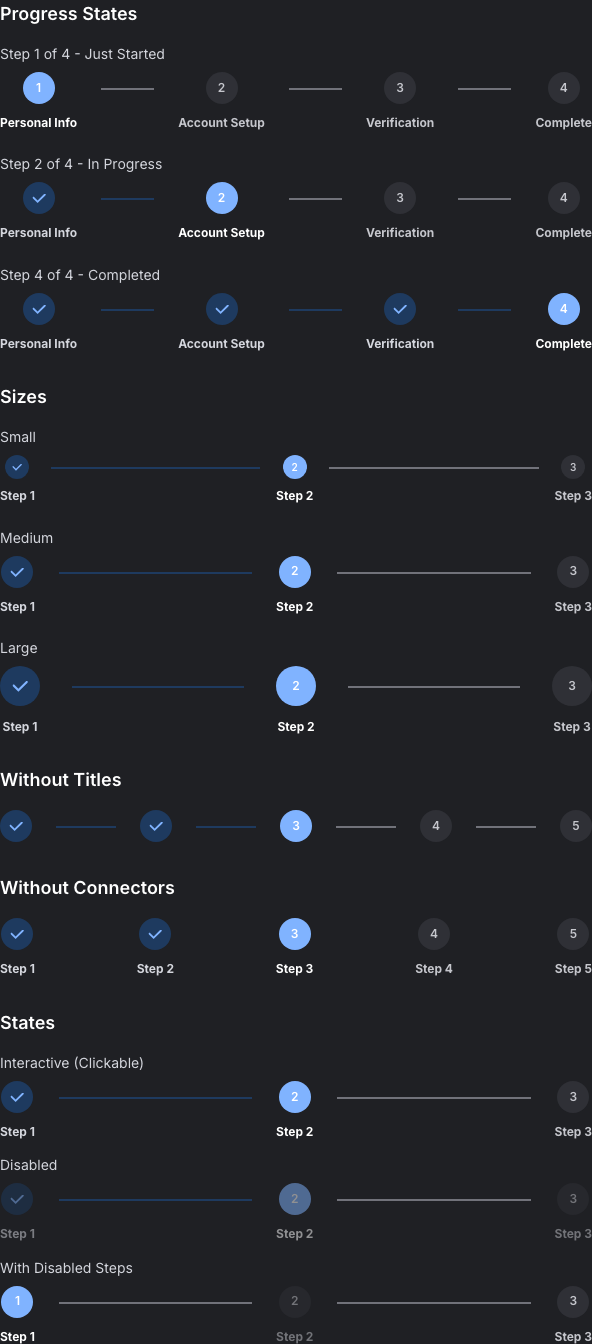 Progress States
Step 1 of 4 - Just Started
1 2 3 4
Personal Info Account Setup Verification Complete
Step 2 of 4 - In Progress
2 3 4
Personal Info Account Setup Verification Complete
Step 4 of 4 - Completed
4
Personal Info Account Setup Verification Complete
Sizes
Small
2 3
Step 1 Step 2 Step 3
Medium
2 3
Step 1 Step 2 Step 3
Large
2 3
Step 1 Step 2 Step 3
Without Titles
3 4 5
Without Connectors
3 4 5
Step 1 Step 2 Step 3 Step 4 Step 5
States
Interactive (Clickable)
2 3
Step 1 Step 2 Step 3
Disabled
2 3
Step 1 Step 2 Step 3
With Disabled Steps
1 2 3
Step 1 Step 2 Step 3